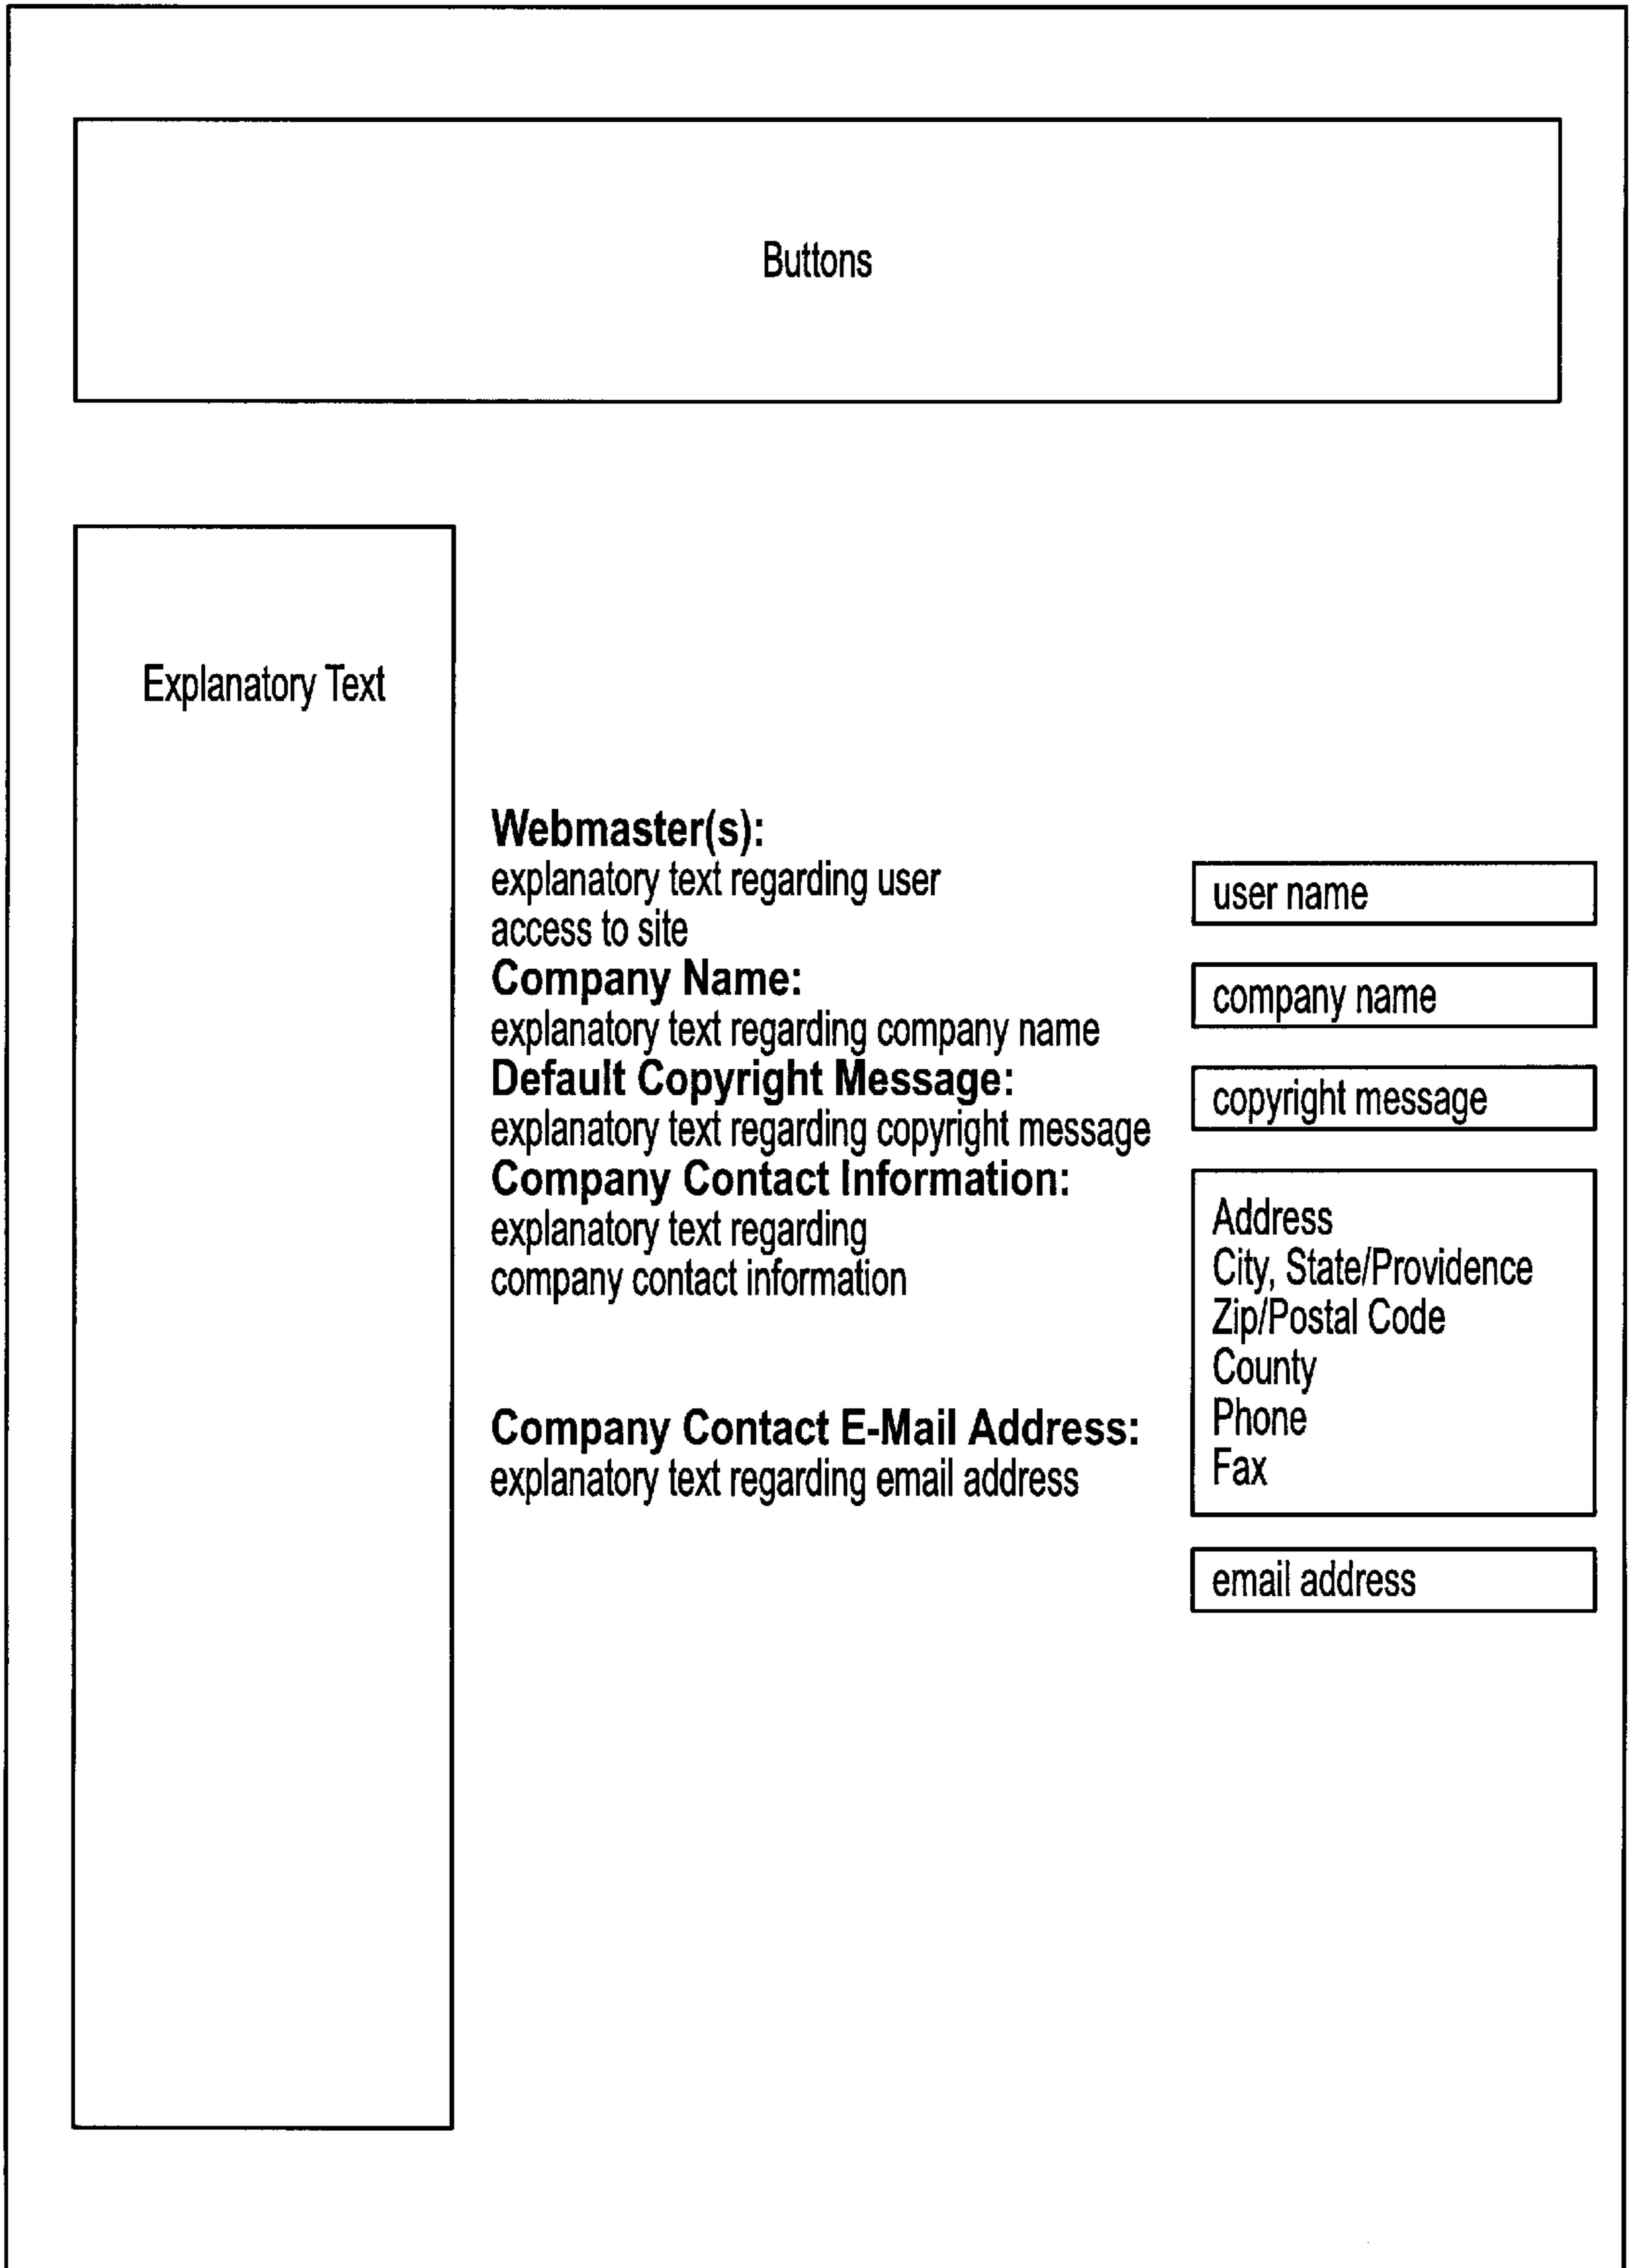 Buttons
Explanatory Text
Webmaster(s):
explanatory text regarding user
access to site
user name
Company Name:
explanatory text regarding company name
company name
Default Copyright Message:
explanatory text regarding copyright message
copyright message
Company Contact Information:
explanatory text regarding
company contact information
Address
City, State/Providence
Zip/Postal Code
County
Phone
Fax
Company Contact E-Mail Address:
explanatory text regarding email address
email address